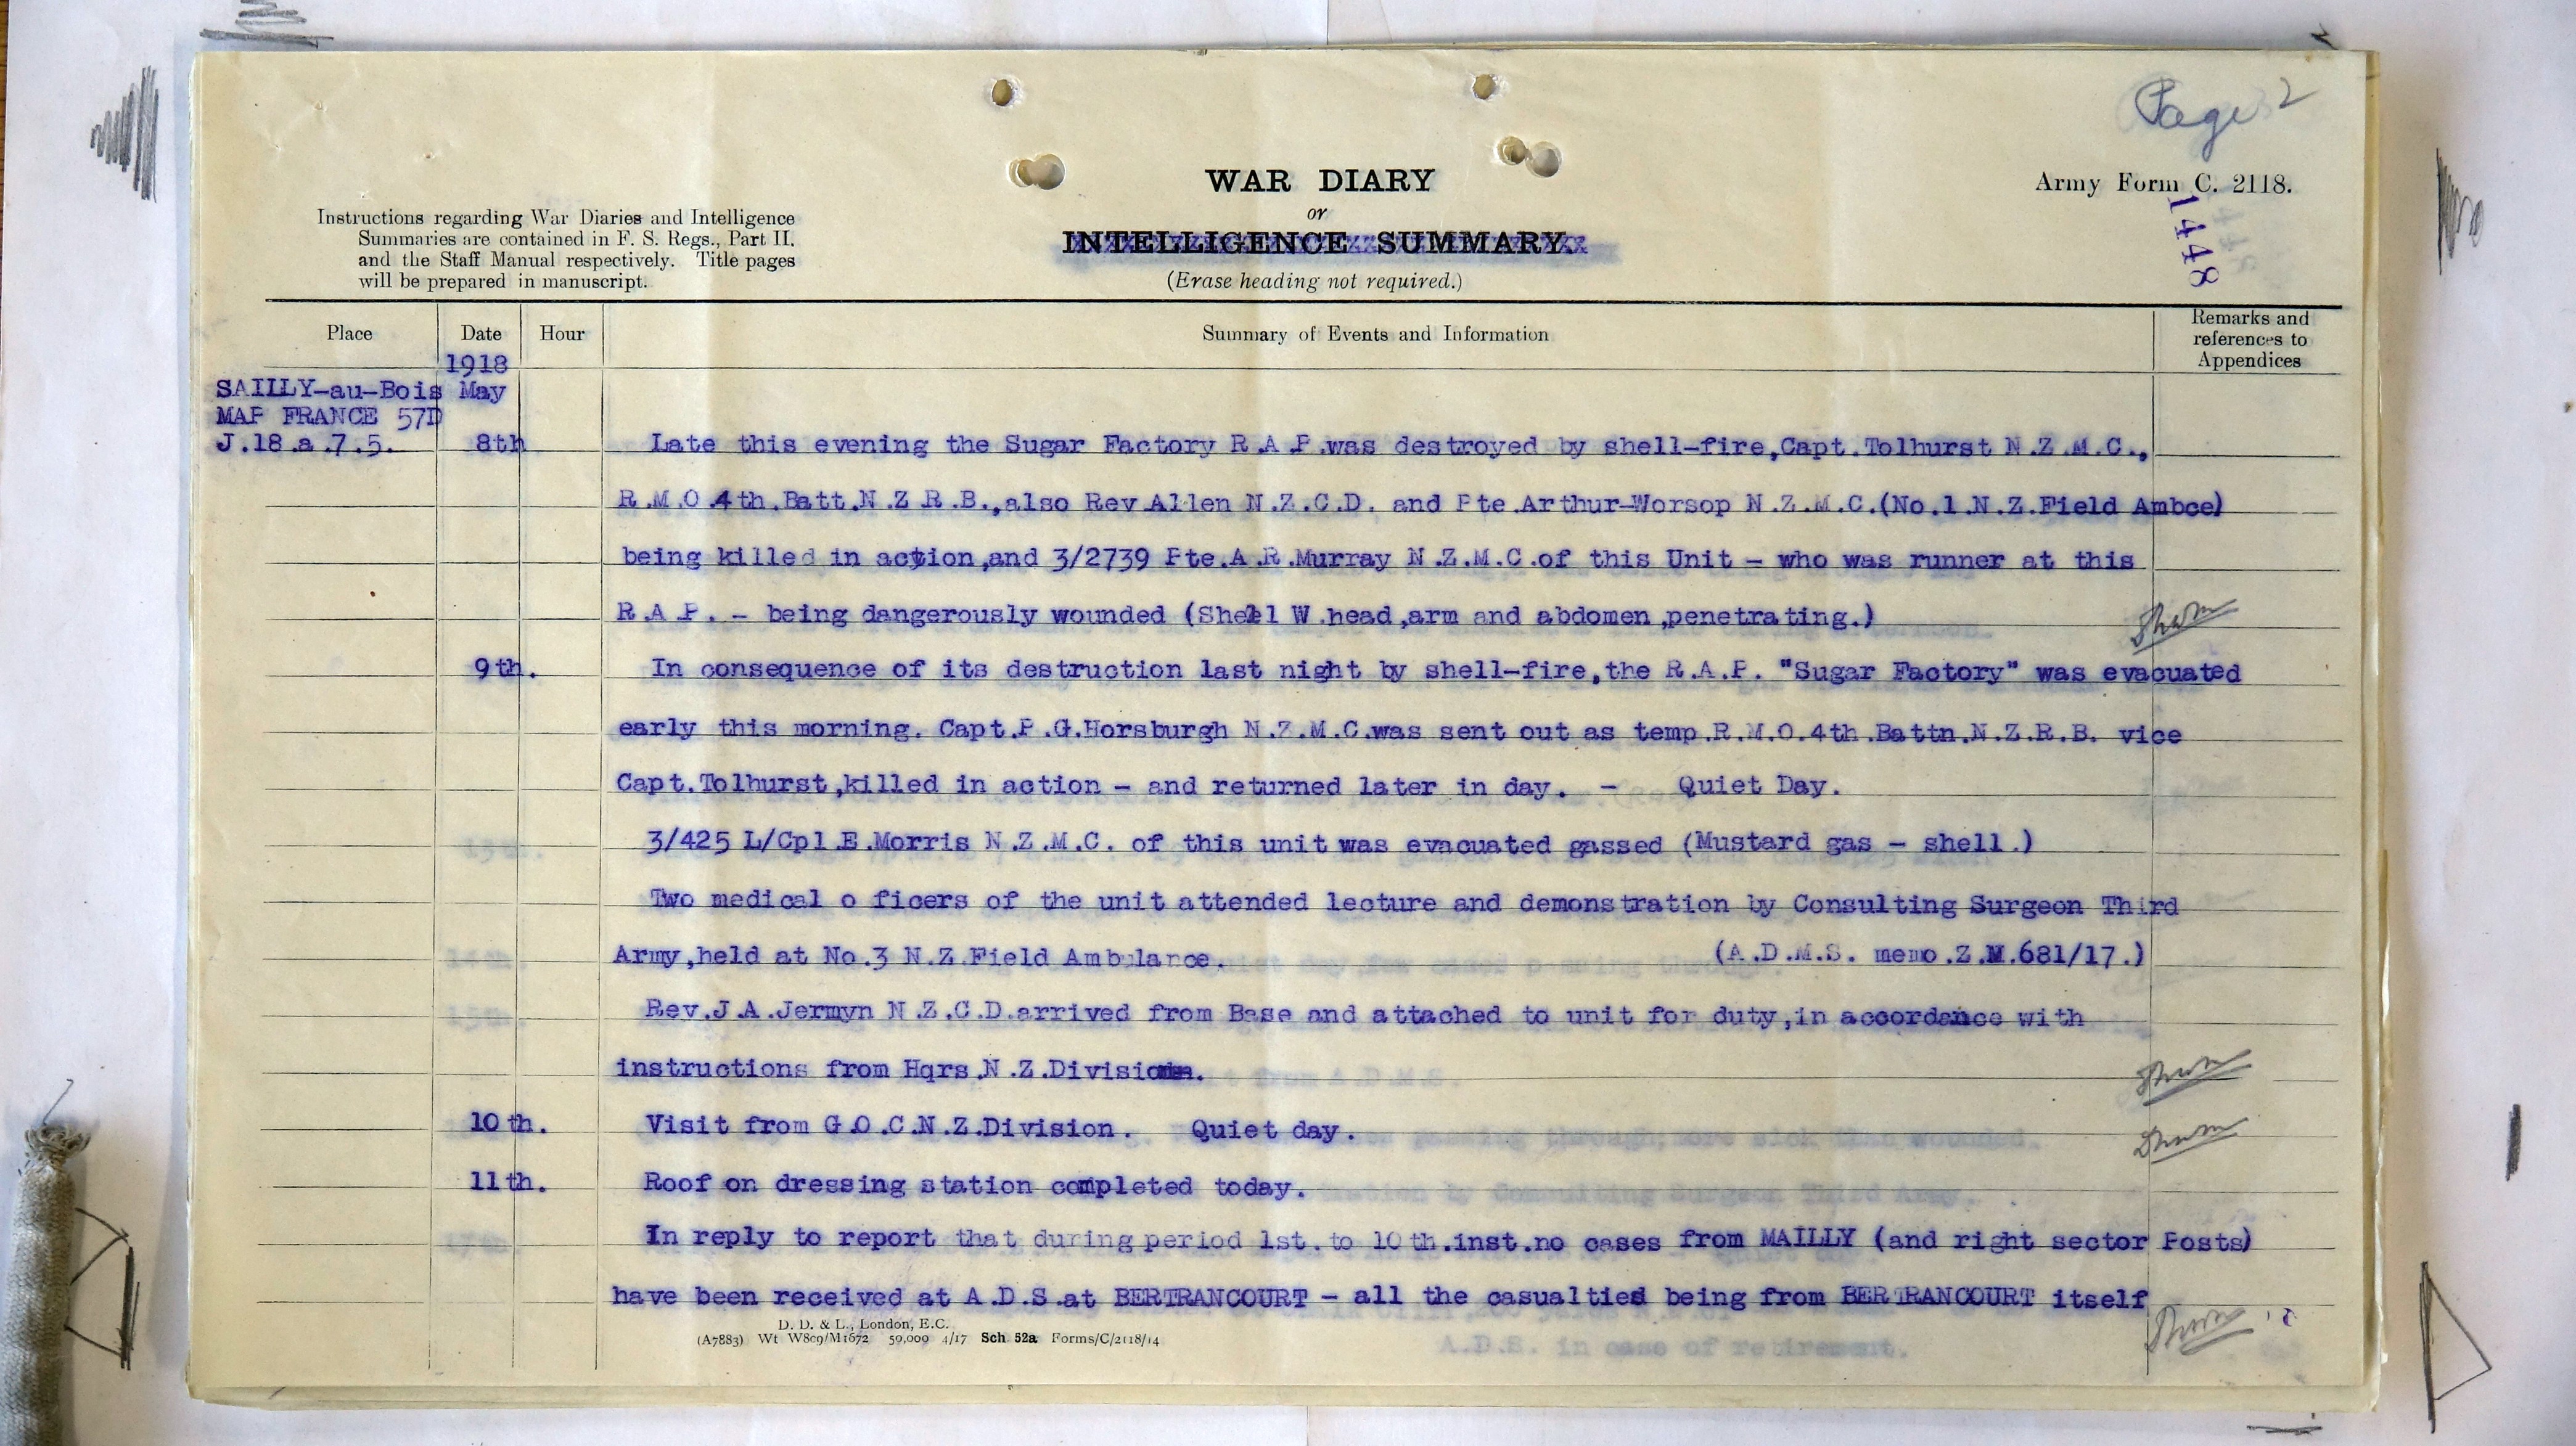 Page 2
WAR DIARY
or
INTELLIGENCE SUMMARY.
(Erase heading not required.)
Army Form C. 2118.
1448
Instructions regarding War Diaries and Intelligence
Summaries are contained in F. S. Regs., Part II.
and the Staff Manual respectively. Title pages
will be prepared in manuscript.
Place Date Hour Summary of Events and Information Remarks and references to Appendices
1918
SAILLY-au-Bois May
MAP FRANCE 57D
J.18.a.7.5. 8th Late this evening the Sugar Factory R.A.P.was destroyed by shell-fire,Capt.Tolhurst N.Z.M.C.,
R.M.O.4th.Batt.N.Z.R.B.,also Rev.Allen N.Z.C.D. and Pte.Arthur-Worsop N.Z.M.C.(No.1.N.Z.Field Ambce)
being killed in action,and 3/2739 Pte.A.R.Murray N.Z.M.C.of this Unit - who was runner at this
R.A.P. - being dangerously wounded (Shell W.head,arm and abdomen,penetrating.)
9th. In consequence of its destruction last night by shell-fire,the R.A.P. "Sugar Factory" was evacuated
early this morning. Capt.P.G.Horsburgh N.Z.M.C.was sent out as temp.R.M.O.4th.Battn.N.Z.R.B. vice
Capt.Tolhurst,killed in action - and returned later in day. - Quiet Day.
3/425 L/Cpl.E.Morris N.Z.M.C. of this unit was evacuated gassed (Mustard gas - shell.)
Two medical o ficers of the unit attended lecture and demonstration by Consulting Surgeon Third
Army,held at No.3 N.Z.Field Ambulance. (A.D.M.S. memo.Z.M.681/17.)
Rev.J.A.Jermyn N.Z.C.D.arrived from Base and attached to unit for duty,in accordance with
instructions from Hqrs.N.Z.Division.
10th. Visit from G.O.C.N.Z.Division. Quiet day.
11th. Roof on dressing station completed today.
In reply to report that during period 1st.to 10th.inst.no cases from MAILLY (and right sector Posts)
have been received at A.D.S.at BERTRANCOURT - all the casualties being from BERTRANCOURT itself
D. D. & L., London, E.C.
(A7883) Wt W809/M1672 50,000 4/17 Sch 52a Forms/C/2118/14
A.D.S. in case of retirement.